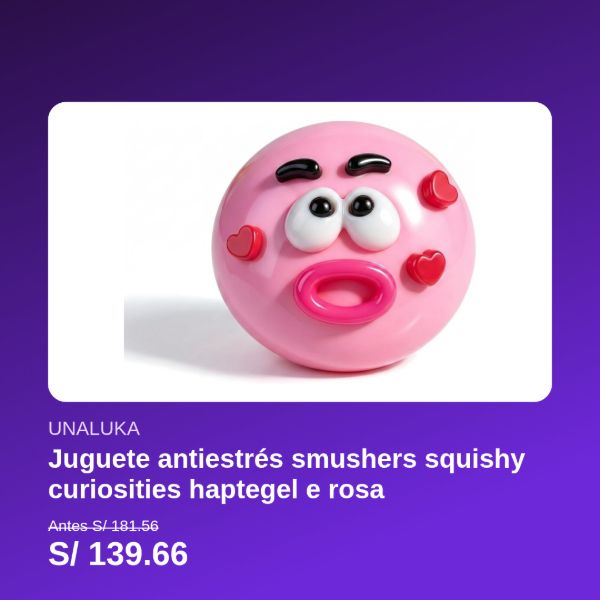 UNALUKA
Juguete antiestrés smushers squishy
curiosities haptegel e rosa
Antes S/ 181.56
S/ 139.66